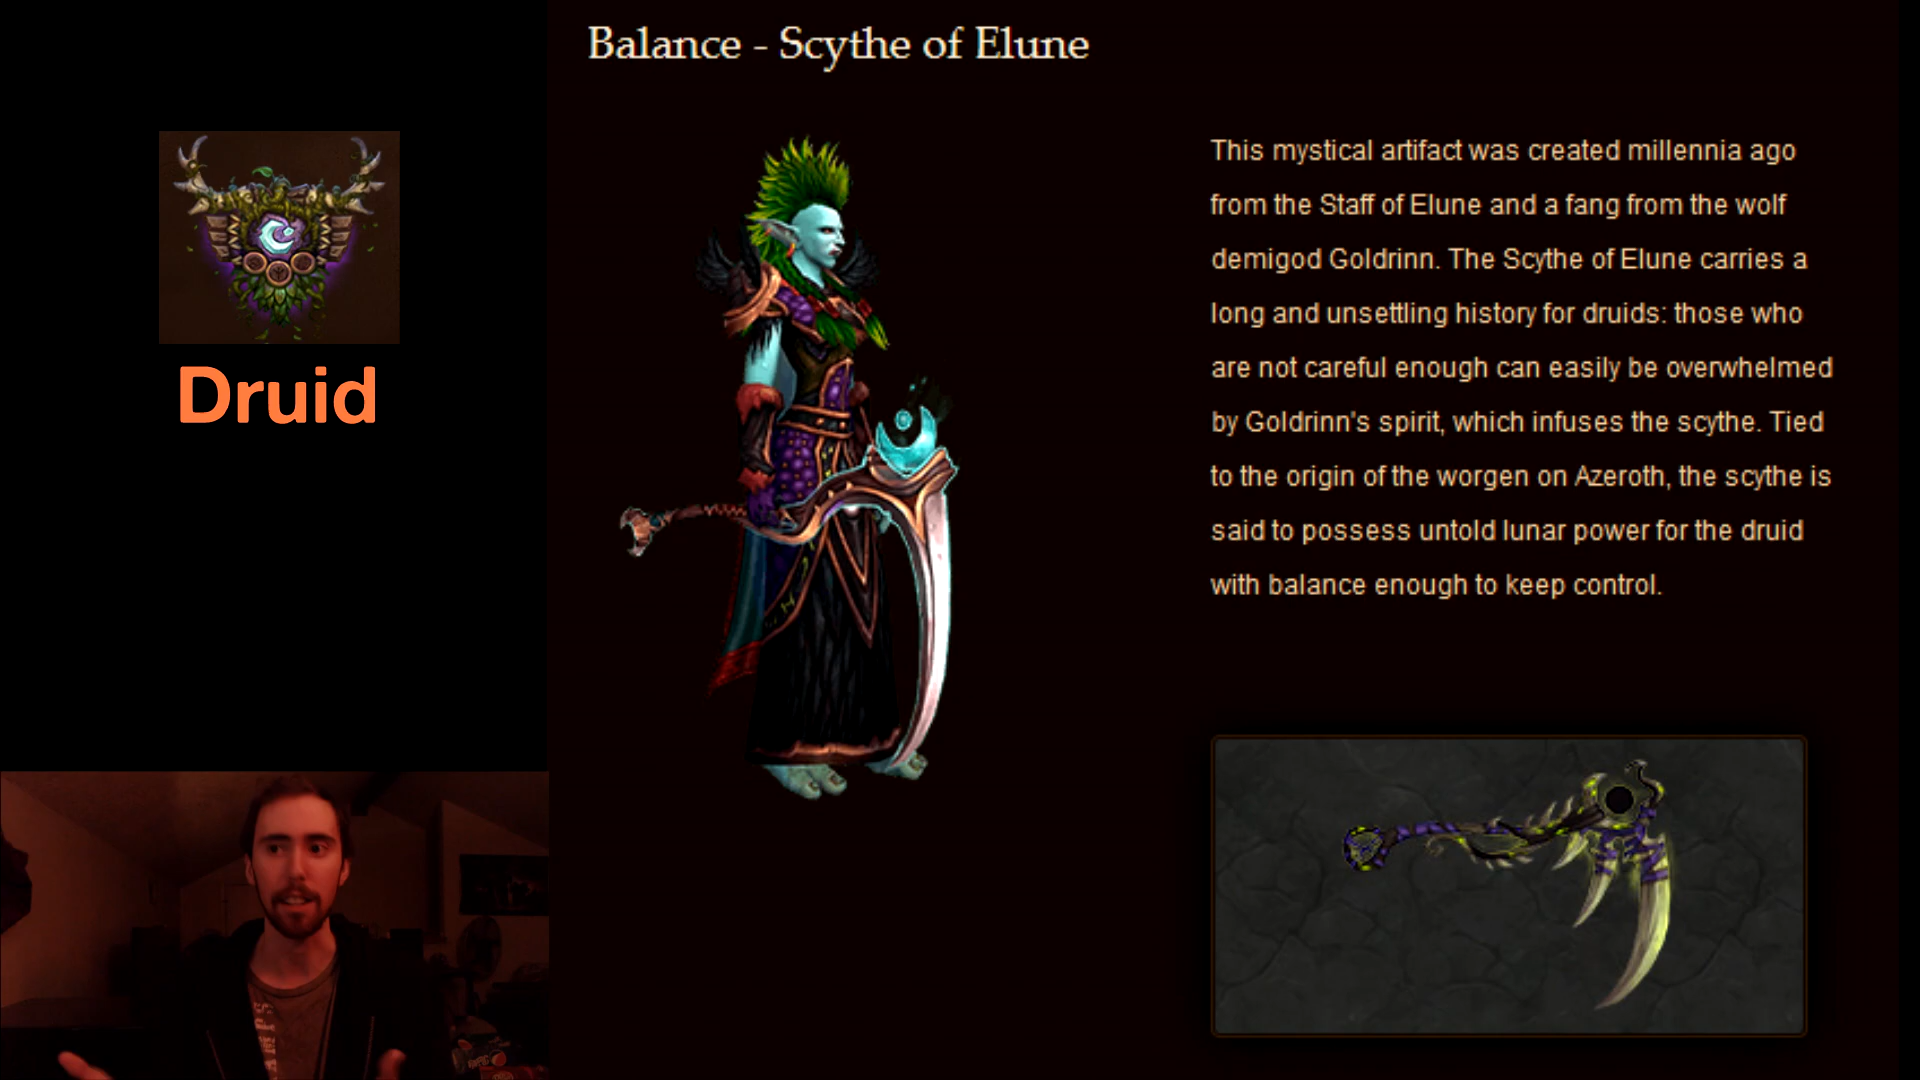 Balance - Scythe of Elune
Druid
This mystical artifact was created millennia ago
from the Staff of Elune and a fang from the wolf
demigod Goldrinn. The Scythe of Elune carries a
long and unsettling history for druids: those who
are not careful enough can easily be overwhelmed
by Goldrinn's spirit, which infuses the scythe. Tied
to the origin of the worgen on Azeroth, the scythe is
said to possess untold lunar power for the druid
with balance enough to keep control.